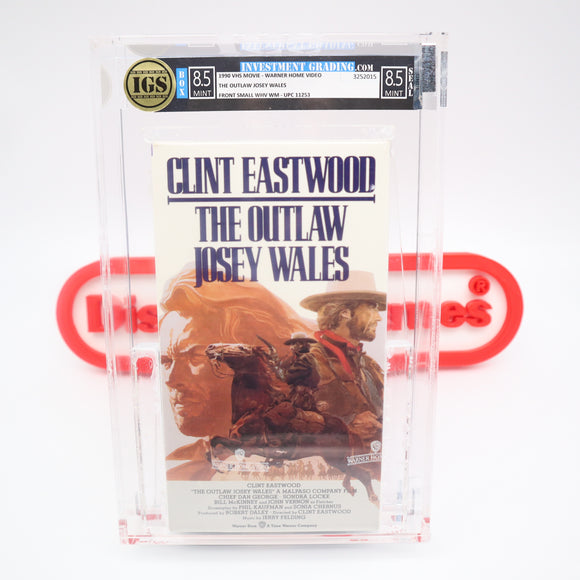 INVESTMENT GRADING.COM
IGS
BOX
8.5
MINT
1990 VHS MOVIE - WARNER HOME VIDEO
3252015
THE OUTLAW JOSEY WALES
FRONT SMALL WHV WM - UPC 11253
8.5
MINT
SEAL
CLINT EASTWOOD
THE OUTLAW
JOSEY WALES
Dis
mes
®
CLINT EASTWOOD
"THE OUTLAW JOSEY WALES" A MALPASO COMPANY
CHIEF DAN GEORGE · SONDRA LOCKE
BILL McKINNEY and JOHN VERNON as Fletcher
Screenplay by PHIL KAUFMAN and SONIA CHERNUS
Produced by ROBERT DALEY · Directed by CLINT EASTWOOD
Music by JERRY FIELDING
Warner Bros A Time Warner Company